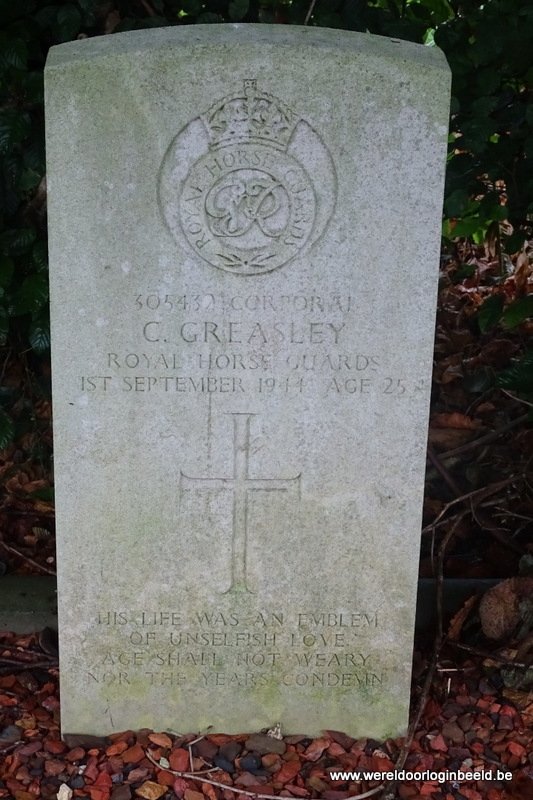 ROYAL HORSE GUARDS
GRI
305432 CORPORAL
C. GREASLEY
ROYAL HORSE GUARDS
1ST SEPTEMBER 1944 AGE 25
HIS LIFE WAS AN EMBLEM
OF UNSELFISH LOVE.
AGE SHALL NOT WEARY
NOR THE YEARS CONDEMN
www.wereldoorloginbeeld.be